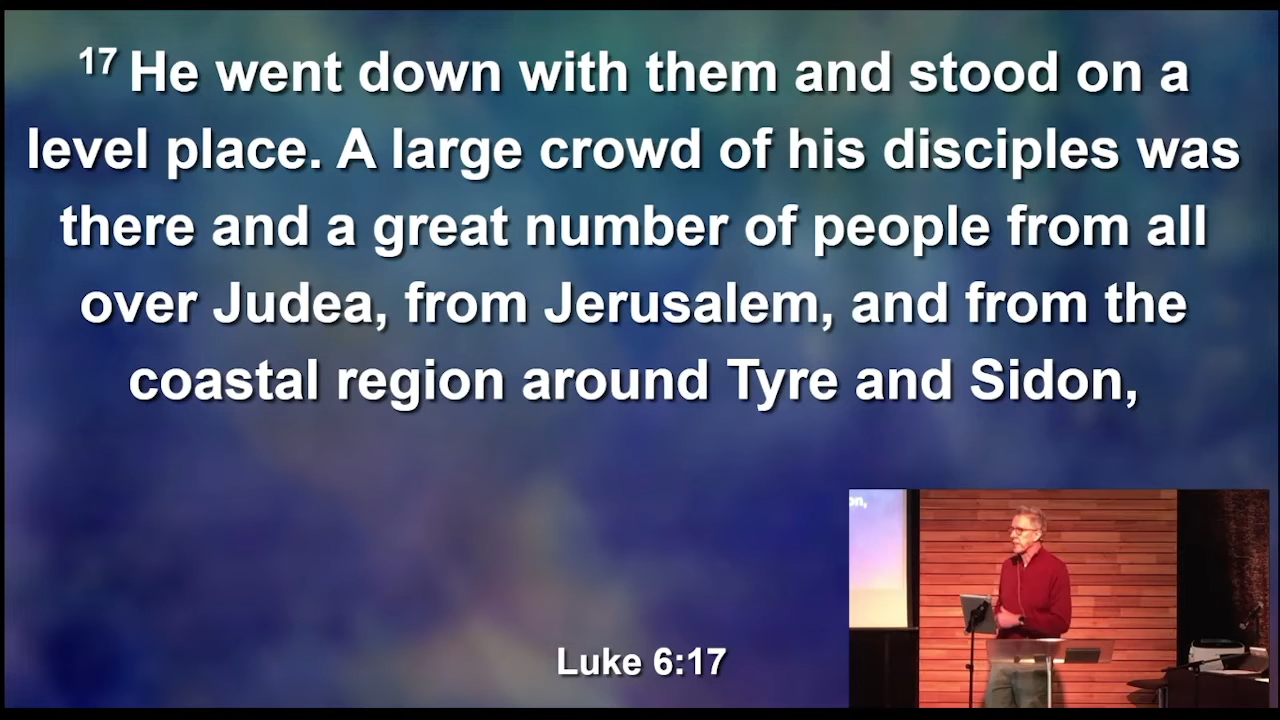 17 He went down with them and stood on a
level place. A large crowd of his disciples was
there and a great number of people from all
over Judea, from Jerusalem, and from the
coastal region around Tyre and Sidon,
on,
Luke 6:17